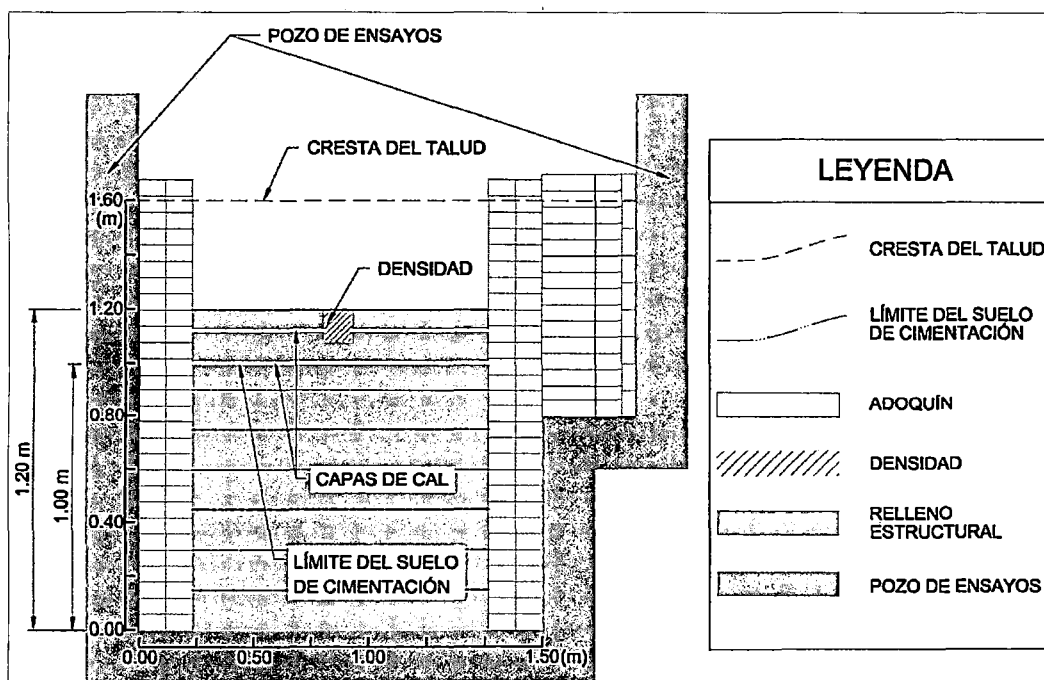 POZO DE ENSAYOS
CRESTA DEL TALUD
1.60
(m)
DENSIDAD
1.20
0.80
0.40
0.00
1.20 m
1.00 m
CAPAS DE CAL
LÍMITE DEL SUELO
DE CIMENTACIÓN
0.00
0.50
1.00
1.50 (m)
LEYENDA
CRESTA DEL TALUD
LÍMITE DEL SUELO
DE CIMENTACIÓN
ADOQUÍN
DENSIDAD
RELLENO
ESTRUCTURAL
POZO DE ENSAYOS